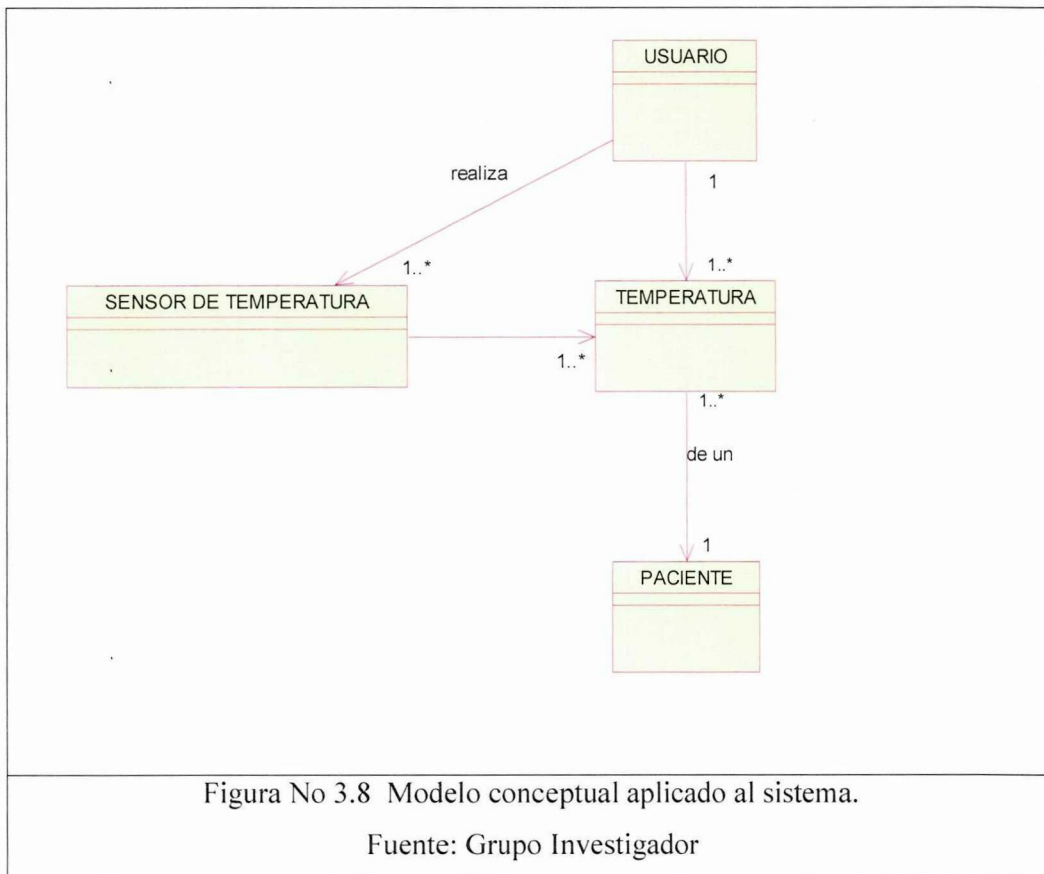 USUARIO
realiza
1
1..*
1..*
SENSOR DE TEMPERATURA
TEMPERATURA
1..*
1..*
de un
1
PACIENTE
Figura No 3.8 Modelo conceptual aplicado al sistema.
Fuente: Grupo Investigador